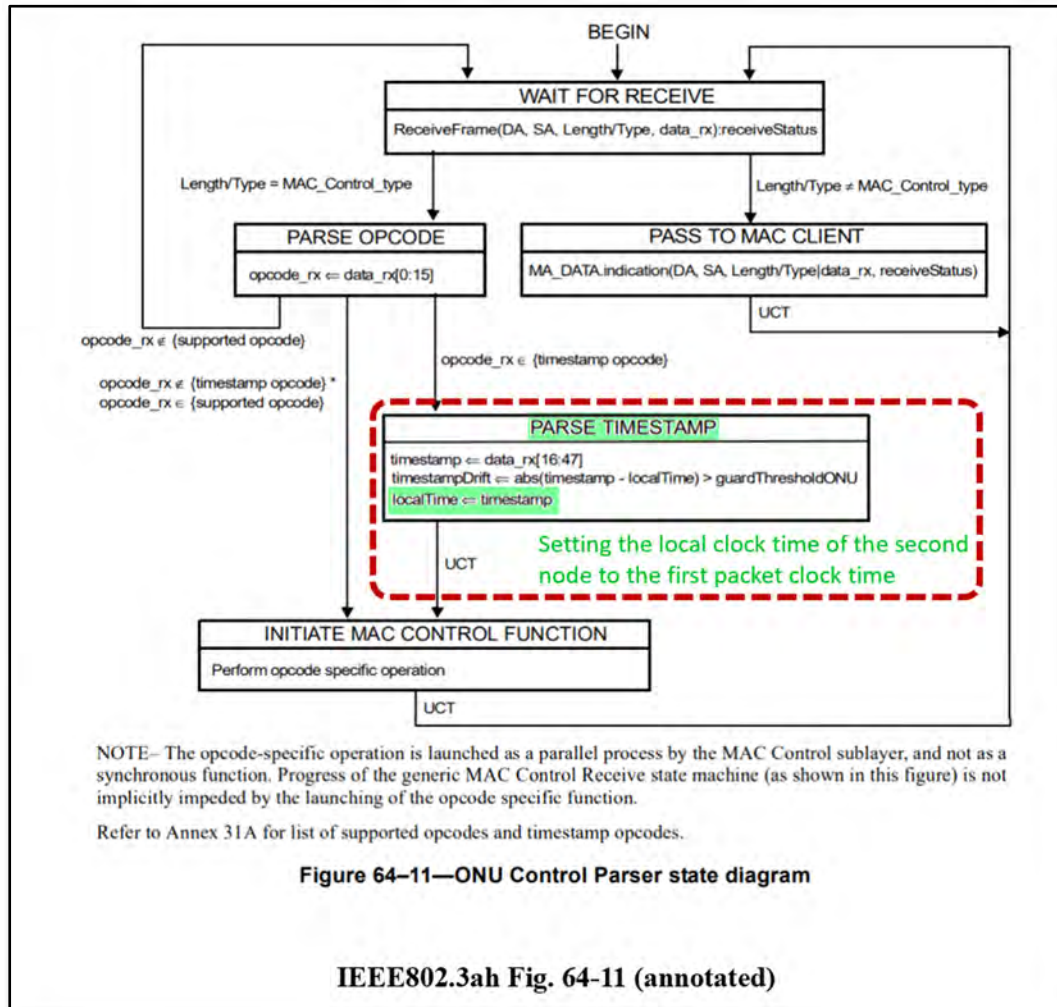 BEGIN
WAIT FOR RECEIVE
ReceiveFrame(DA, SA, Length/Type, data_rx):receiveStatus
Length/Type = MAC_Control_type
Length/Type ≠ MAC_Control_type
PARSE OPCODE
opcode_rx ⇐ data_rx[0:15]
PASS TO MAC CLIENT
MA_DATA.indication(DA, SA, Length/Type|data_rx, receiveStatus)
UCT
opcode_rx ∉ {supported opcode}
opcode_rx ∈ {timestamp opcode}
opcode_rx ∉ {timestamp opcode} *
opcode_rx ∈ {supported opcode}
PARSE TIMESTAMP
timestamp ⇐ data_rx[16:47]
timestampDrift ⇐ abs(timestamp - localTime) > guardThresholdONU
localTime ⇐ timestamp
UCT
Setting the local clock time of the second
node to the first packet clock time
INITIATE MAC CONTROL FUNCTION
Perform opcode specific operation
UCT
NOTE– The opcode-specific operation is launched as a parallel process by the MAC Control sublayer, and not as a
synchronous function. Progress of the generic MAC Control Receive state machine (as shown in this figure) is not
implicitly impeded by the launching of the opcode specific function.
Refer to Annex 31A for list of supported opcodes and timestamp opcodes.
Figure 64–11—ONU Control Parser state diagram
IEEE802.3ah Fig. 64-11 (annotated)